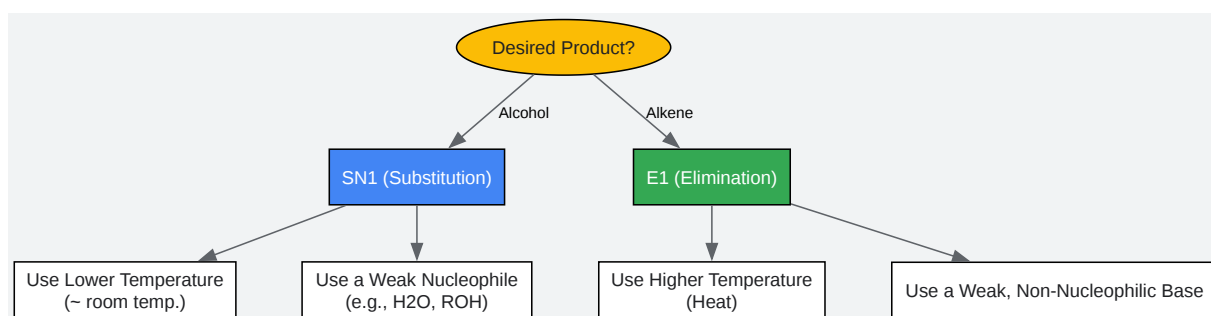 Desired Product?
Alcohol
Alkene
SN1 (Substitution)
E1 (Elimination)
Use Lower Temperature
(~ room temp.)
Use a Weak Nucleophile
(e.g., H2O, ROH)
Use Higher Temperature
(Heat)
Use a Weak, Non-Nucleophilic Base